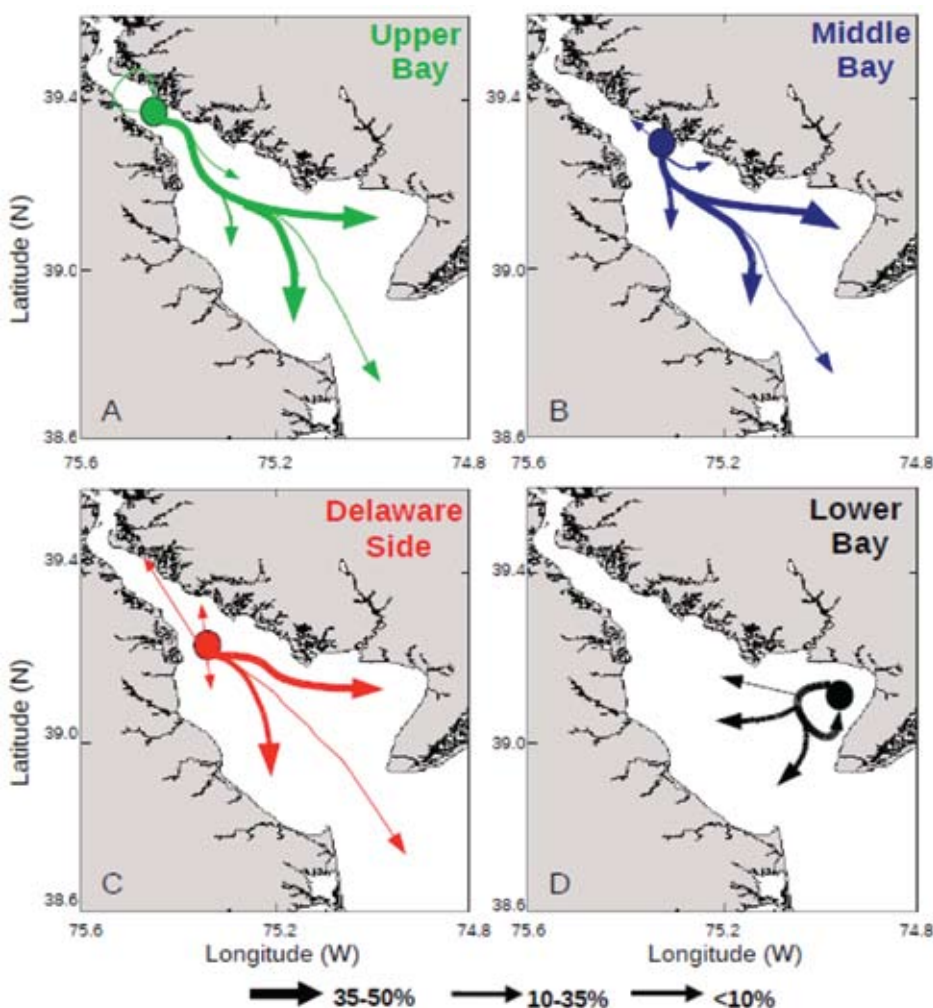 Upper
Bay
Middle
Bay
39.4
39.4
Latitude (N)
39.0
39.0
A
B
38.6
38.6
75.6
75.2
74.8
75.6
75.2
74.8
Delaware
Side
Lower
Bay
39.4
39.4
Latitude (N)
39.0
39.0
C
D
38.6
38.6
75.6
75.2
74.8
75.6
75.2
74.8
Longitude (W)
Longitude (W)
35-50%
10-35%
<10%